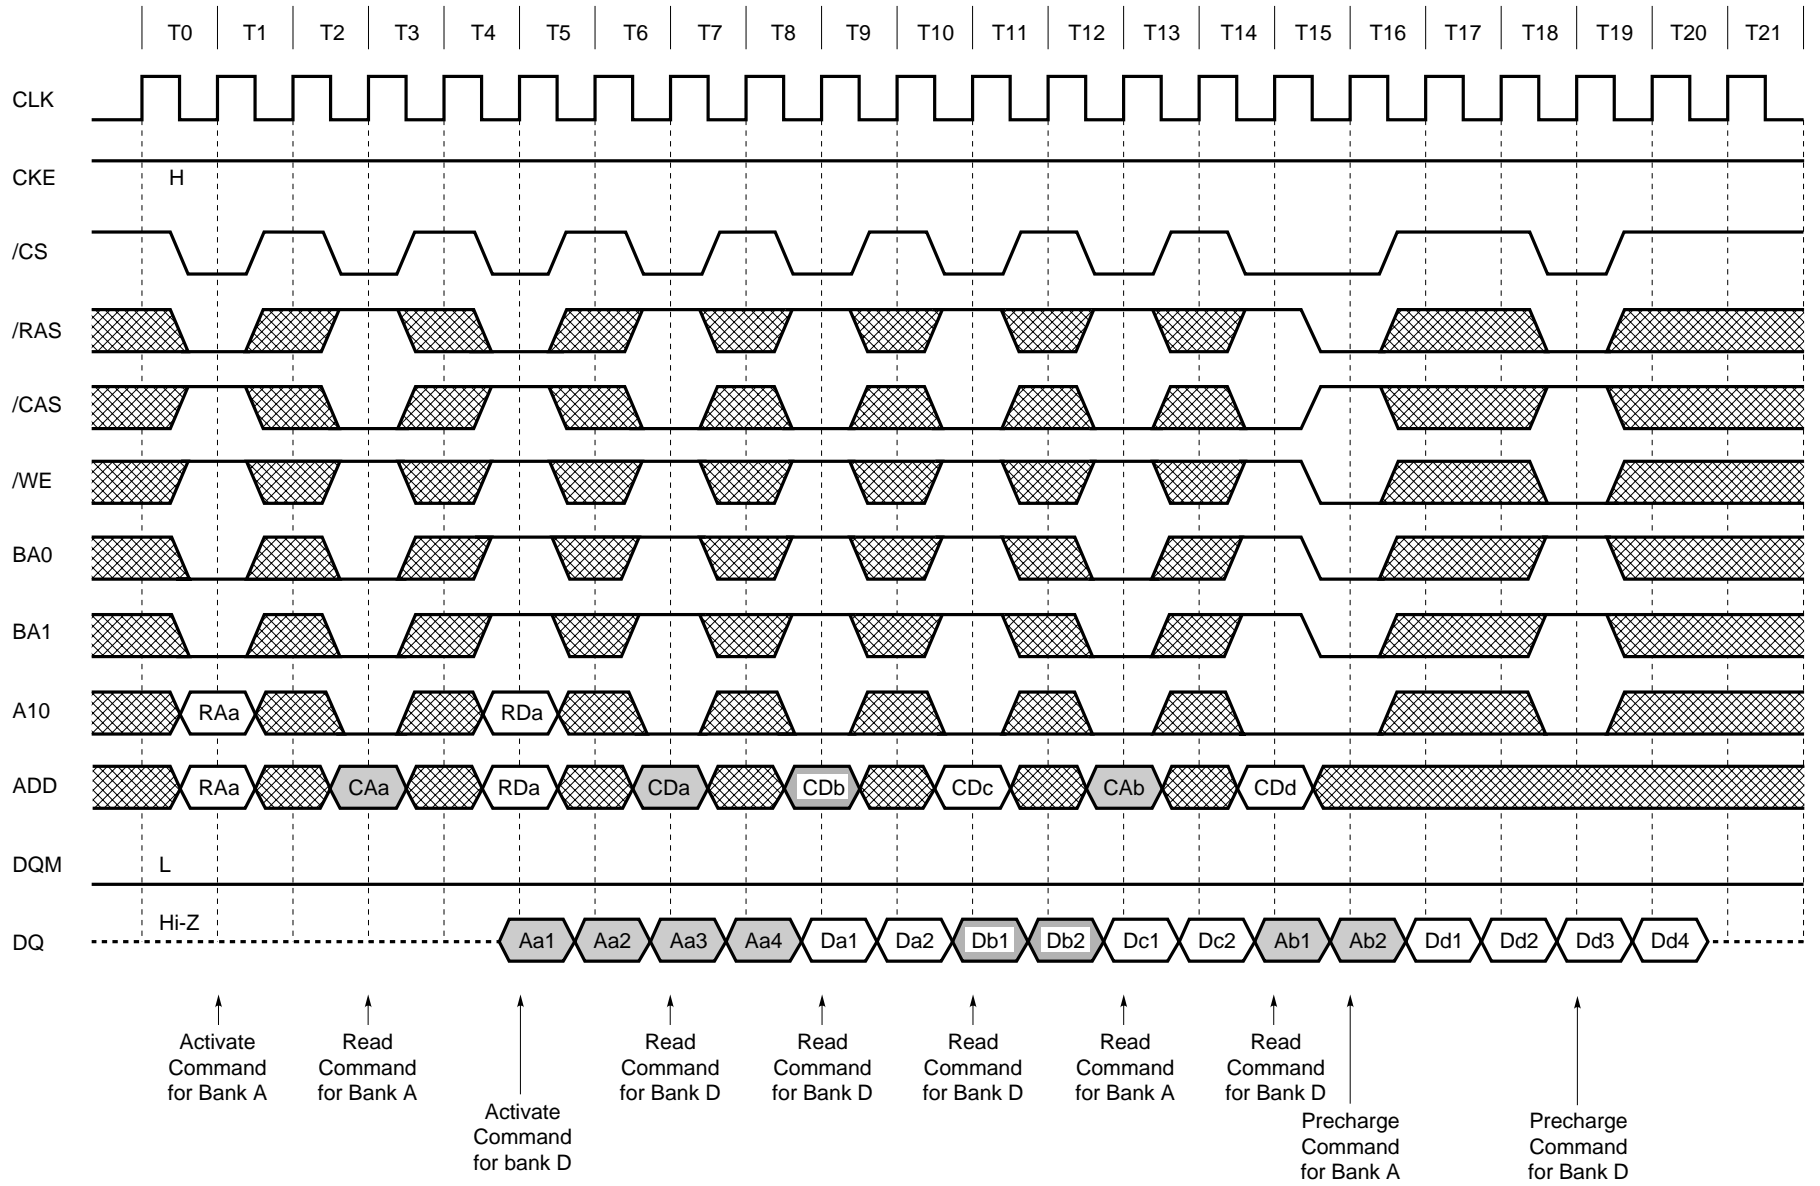 T0 T1 T2 T3 T4 T5 T6 T7 T8 T9 T10 T11 T12 T13 T14 T15 T16 T17 T18 T19 T20 T21
CLK
CKE H
/CS
/RAS
/CAS
/WE
BA0
BA1
A10 RAa RDa
ADD RAa CAa RDa CDa CDb CDc CAb CDd
DQM L
Hi-Z
DQ Aa1 Aa2 Aa3 Aa4 Da1 Da2 Db1 Db2 Dc1 Dc2 Ab1 Ab2 Dd1 Dd2 Dd3 Dd4
Activate
Command
for Bank A
Read
Command
for Bank A
Activate
Command
for bank D
Read
Command
for Bank D
Read
Command
for Bank D
Read
Command
for Bank D
Read
Command
for Bank A
Read
Command
for Bank D
Precharge
Command
for Bank A
Precharge
Command
for Bank D